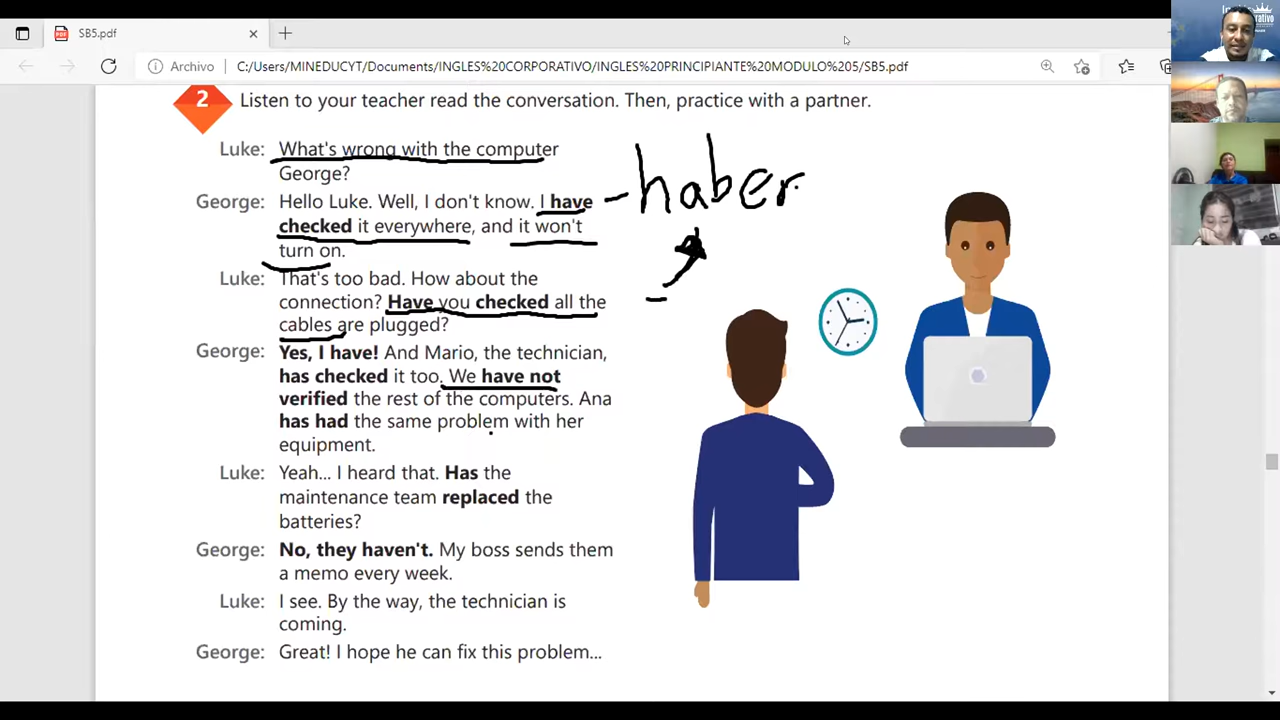 SB5.pdf
Archivo
C:/Users/MINEDUCYT/Documents/INGLES%20CORPORATIVO/INGLES%20PRINCIPIANTE%20MODULO%205/SB5.pdf
2 Listen to your teacher read the conversation. Then, practice with a partner.
Luke: What's wrong with the computer
George?
George: Hello Luke. Well, I don't know. I have
checked it everywhere, and it won't
turn on.
haber
Luke: That's too bad. How about the
connection? Have you checked all the
cables are plugged?
George: Yes, I have! And Mario, the technician,
has checked it too. We have not
verified the rest of the computers. Ana
has had the same problem with her
equipment.
Luke: Yeah... I heard that. Has the
maintenance team replaced the
batteries?
George: No, they haven't. My boss sends them
a memo every week.
Luke: I see. By the way, the technician is
coming.
George: Great! I hope he can fix this problem...